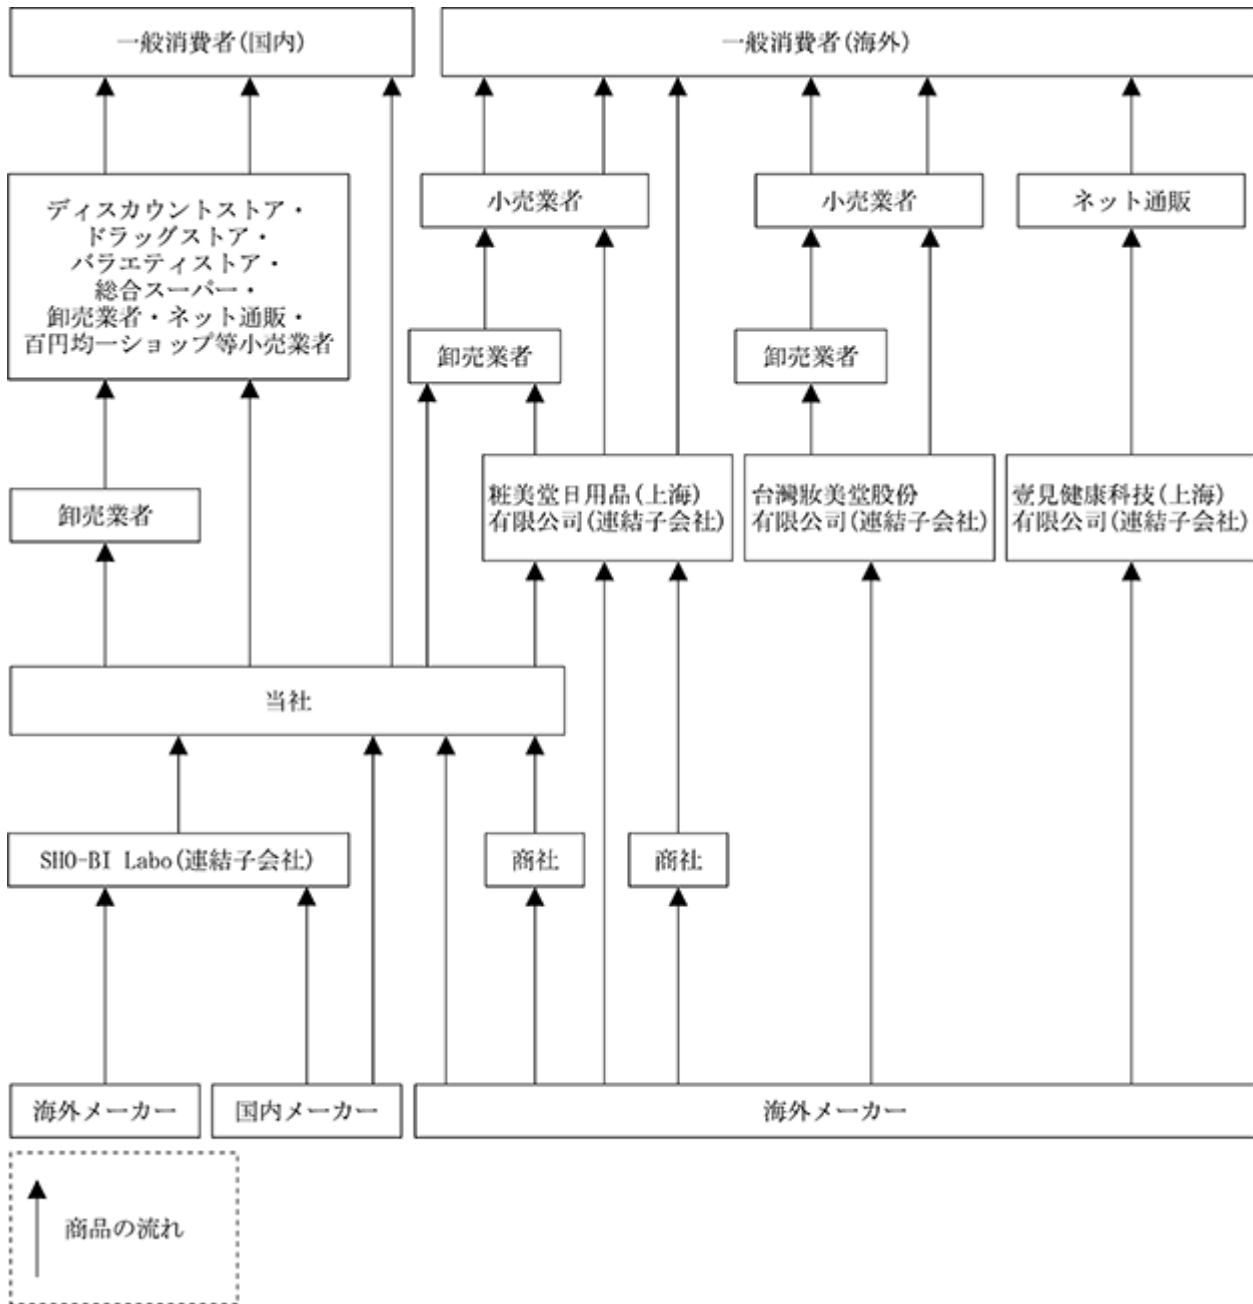 一般消費者(国内)
一般消費者(海外)
ディスカウントストア・
ドラッグストア・
バラエティストア・
総合スーパー・
卸売業者・ネット通販・
百円均一ショップ等小売業者
小売業者
小売業者
ネット通販
卸売業者
卸売業者
卸売業者
粧美堂日用品(上海)
有限公司(連結子会社)
台灣妝美堂股份
有限公司(連結子会社)
壹見健康科技(上海)
有限公司(連結子会社)
当社
SHO-BI Labo(連結子会社)
商社
商社
海外メーカー
国内メーカー
海外メーカー
商品の流れ